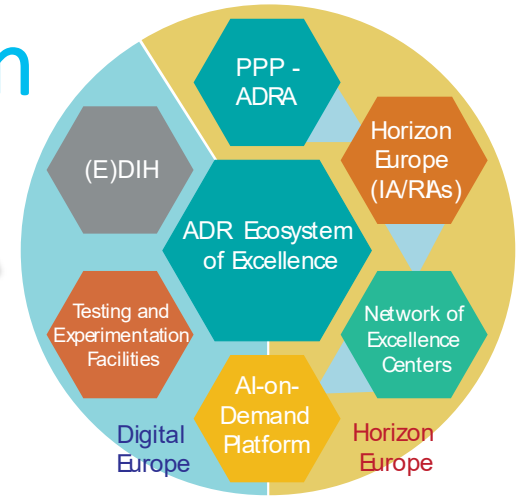 PPP -
ADRA
Horizon
Europe
(IA/RIAs)
(E)DIH
ADR Ecosystem
of Excellence
Testing and
Experimentation
Facilities
Network of
Excellence
Centers
AI-on-
Demand
Platform
Digital
Europe
Horizon
Europe